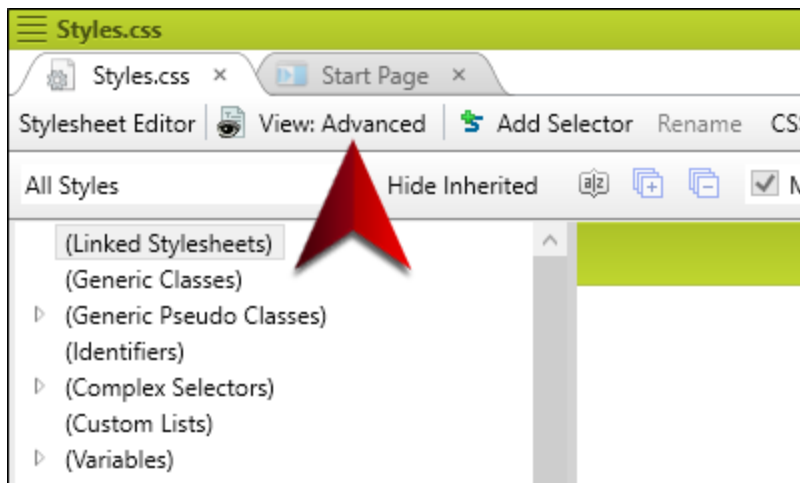 Styles.css
Styles.css × Start Page ×
Stylesheet Editor View: Advanced Add Selector Rename
All Styles Hide Inherited a z
(Linked Stylesheets)
(Generic Classes)
(Generic Pseudo Classes)
(Identifiers)
(Complex Selectors)
(Custom Lists)
(Variables)